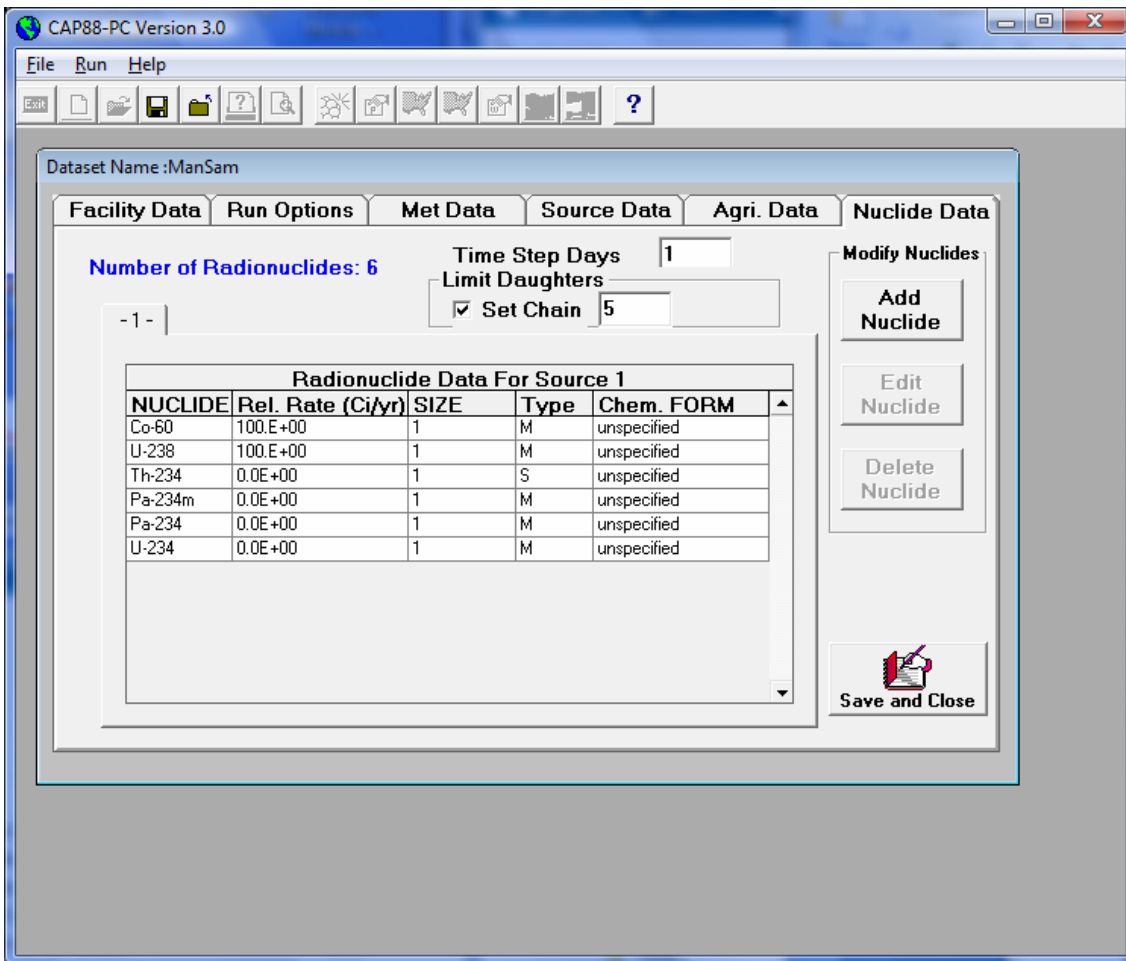 CAP88-PC Version 3.0
File Run Help
Exit
Dataset Name :ManSam
Facility Data Run Options Met Data Source Data Agri. Data Nuclide Data
Number of Radionuclides: 6
Time Step Days 1
Limit Daughters
Set Chain 5
Modify Nuclides
Add Nuclide
Edit Nuclide
Delete Nuclide
- 1 -
Radionuclide Data For Source 1
NUCLIDE Rel. Rate (Ci/yr) SIZE Type Chem. FORM
Co-60 100.E+00 1 M unspecified
U-238 100.E+00 1 M unspecified
Th-234 0.0E+00 1 S unspecified
Pa-234m 0.0E+00 1 M unspecified
Pa-234 0.0E+00 1 M unspecified
U-234 0.0E+00 1 M unspecified
Save and Close